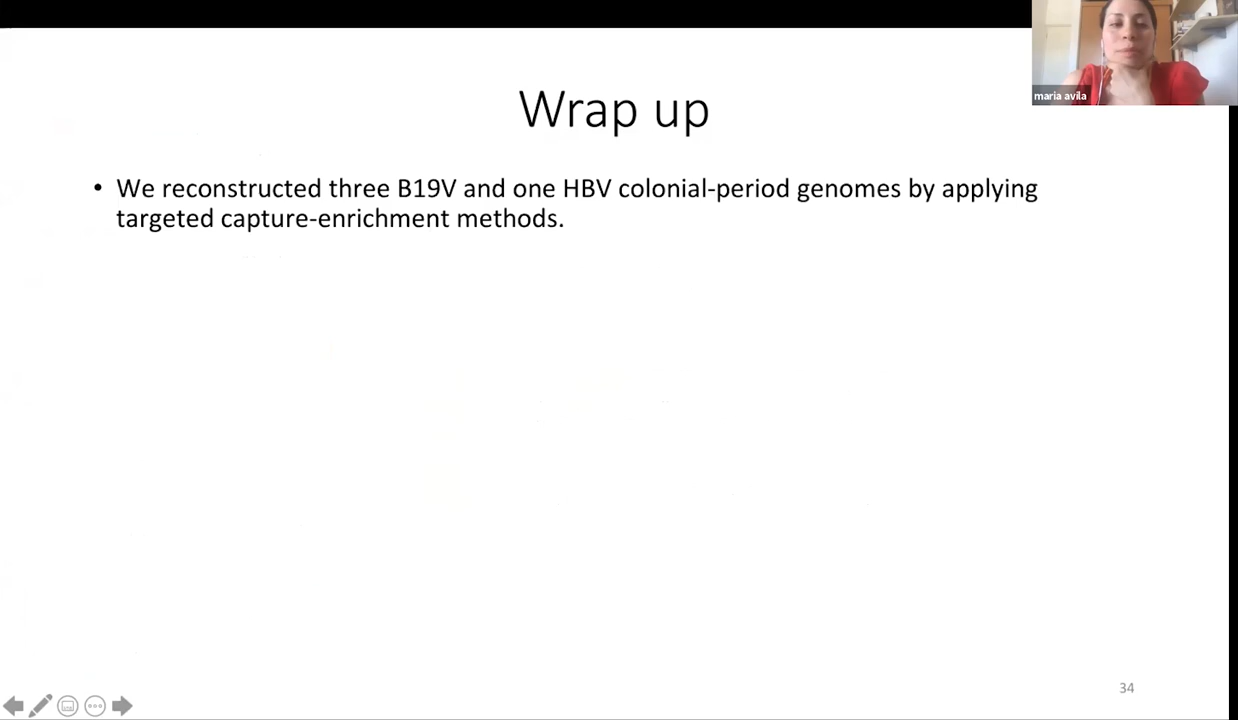 maria avila
Wrap up
• We reconstructed three B19V and one HBV colonial-period genomes by applying
targeted capture-enrichment methods.
34